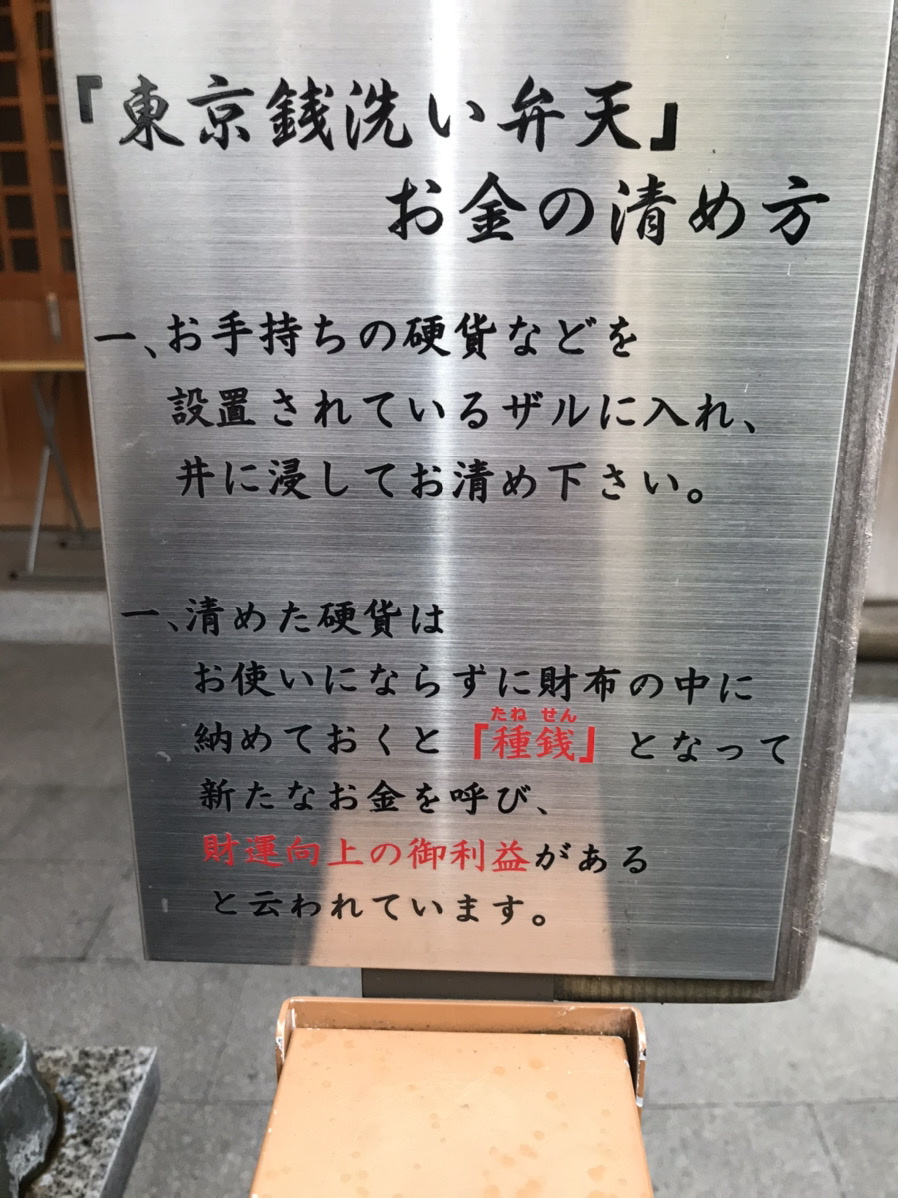 『東京銭洗い弁天』
お金の清め方
一、お手持ちの硬貨などを
設置されているザルに入れ、
井に浸してお清め下さい。
一、清めた硬貨は
お使いにならずに財布の中に
たね せん
納めておくと『種銭』となって
新たなお金を呼び、
財運向上の御利益がある
と云われています。